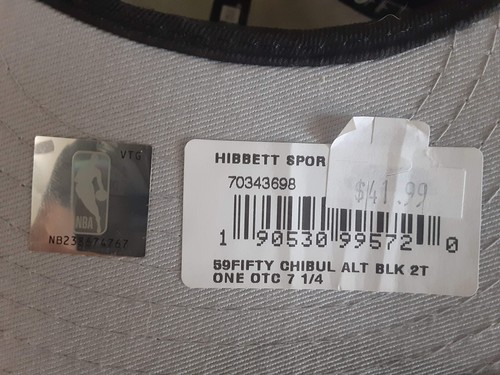 VTG
NBA
NB238674767
HIBBETT SPOR
70343698
$41.99
1 90530 99572 0
59FIFTY CHIBUL ALT BLK 2T
ONE OTC 7 1/4